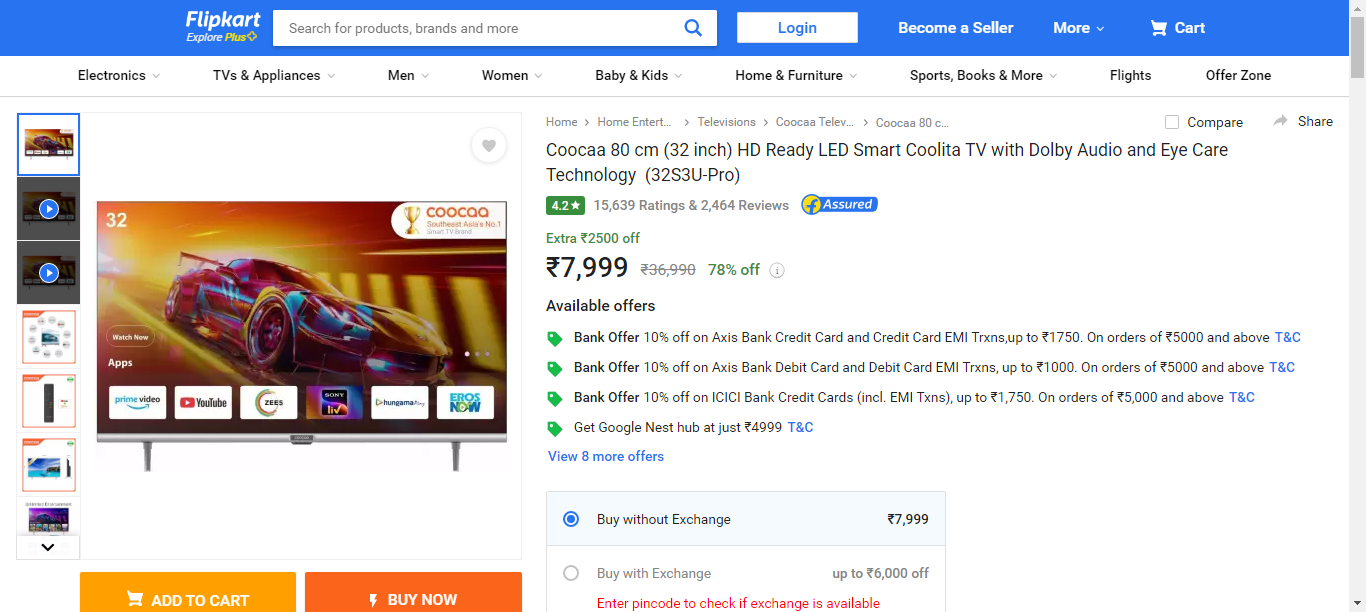 Flipkart
Explore Plus
Search for products, brands and more
Login
Become a Seller
More
Cart
Electronics
TVs & Appliances
Men
Women
Baby & Kids
Home & Furniture
Sports, Books & More
Flights
Offer Zone
32
coocaa
Southeast Asia's No.1
Smart TV Brand
Watch Now
Apps
prime video
YouTube
ZEE5
SONY
liv
hungama play
EROS
NOW
coocaa
ADD TO CART
BUY NOW
Home
Home Entert...
Televisions
Coocaa Telev...
Coocaa 80 c...
Compare
Share
Coocaa 80 cm (32 inch) HD Ready LED Smart Coolita TV with Dolby Audio and Eye Care
Technology (32S3U-Pro)
4.2★ 15,639 Ratings & 2,464 Reviews Assured
Extra ₹2500 off
₹7,999 ₹36,990 78% off
Available offers
Bank Offer 10% off on Axis Bank Credit Card and Credit Card EMI Trxns,up to ₹1750. On orders of ₹5000 and above T&C
Bank Offer 10% off on Axis Bank Debit Card and Debit Card EMI Trxns, up to ₹1000. On orders of ₹5000 and above T&C
Bank Offer 10% off on ICICI Bank Credit Cards (incl. EMI Txns), up to ₹1,750. On orders of ₹5,000 and above T&C
Get Google Nest hub at just ₹4999 T&C
View 8 more offers
Buy without Exchange ₹7,999
Buy with Exchange up to ₹6,000 off
Enter pincode to check if exchange is available